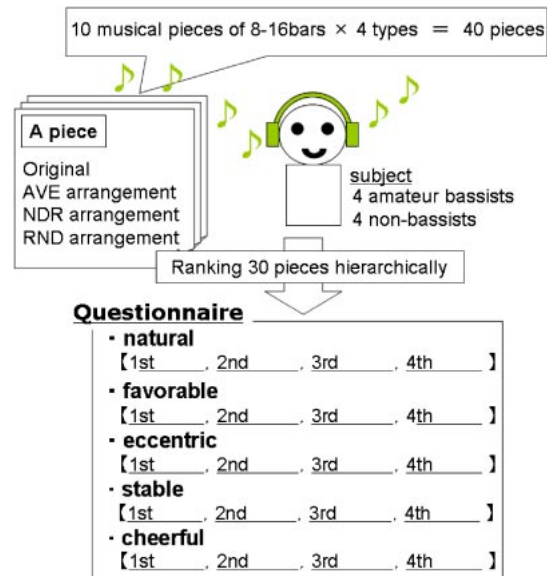 10 musical pieces of 8-16bars × 4 types = 40 pieces
A piece
Original
AVE arrangement
NDR arrangement
RND arrangement
subject
4 amateur bassists
4 non-bassists
Ranking 30 pieces hierarchically
Questionnaire
・natural
【1st , 2nd , 3rd , 4th 】
・favorable
【1st , 2nd , 3rd , 4th 】
・eccentric
【1st , 2nd , 3rd , 4th 】
・stable
【1st , 2nd , 3rd , 4th 】
・cheerful
【1st , 2nd , 3rd , 4th 】